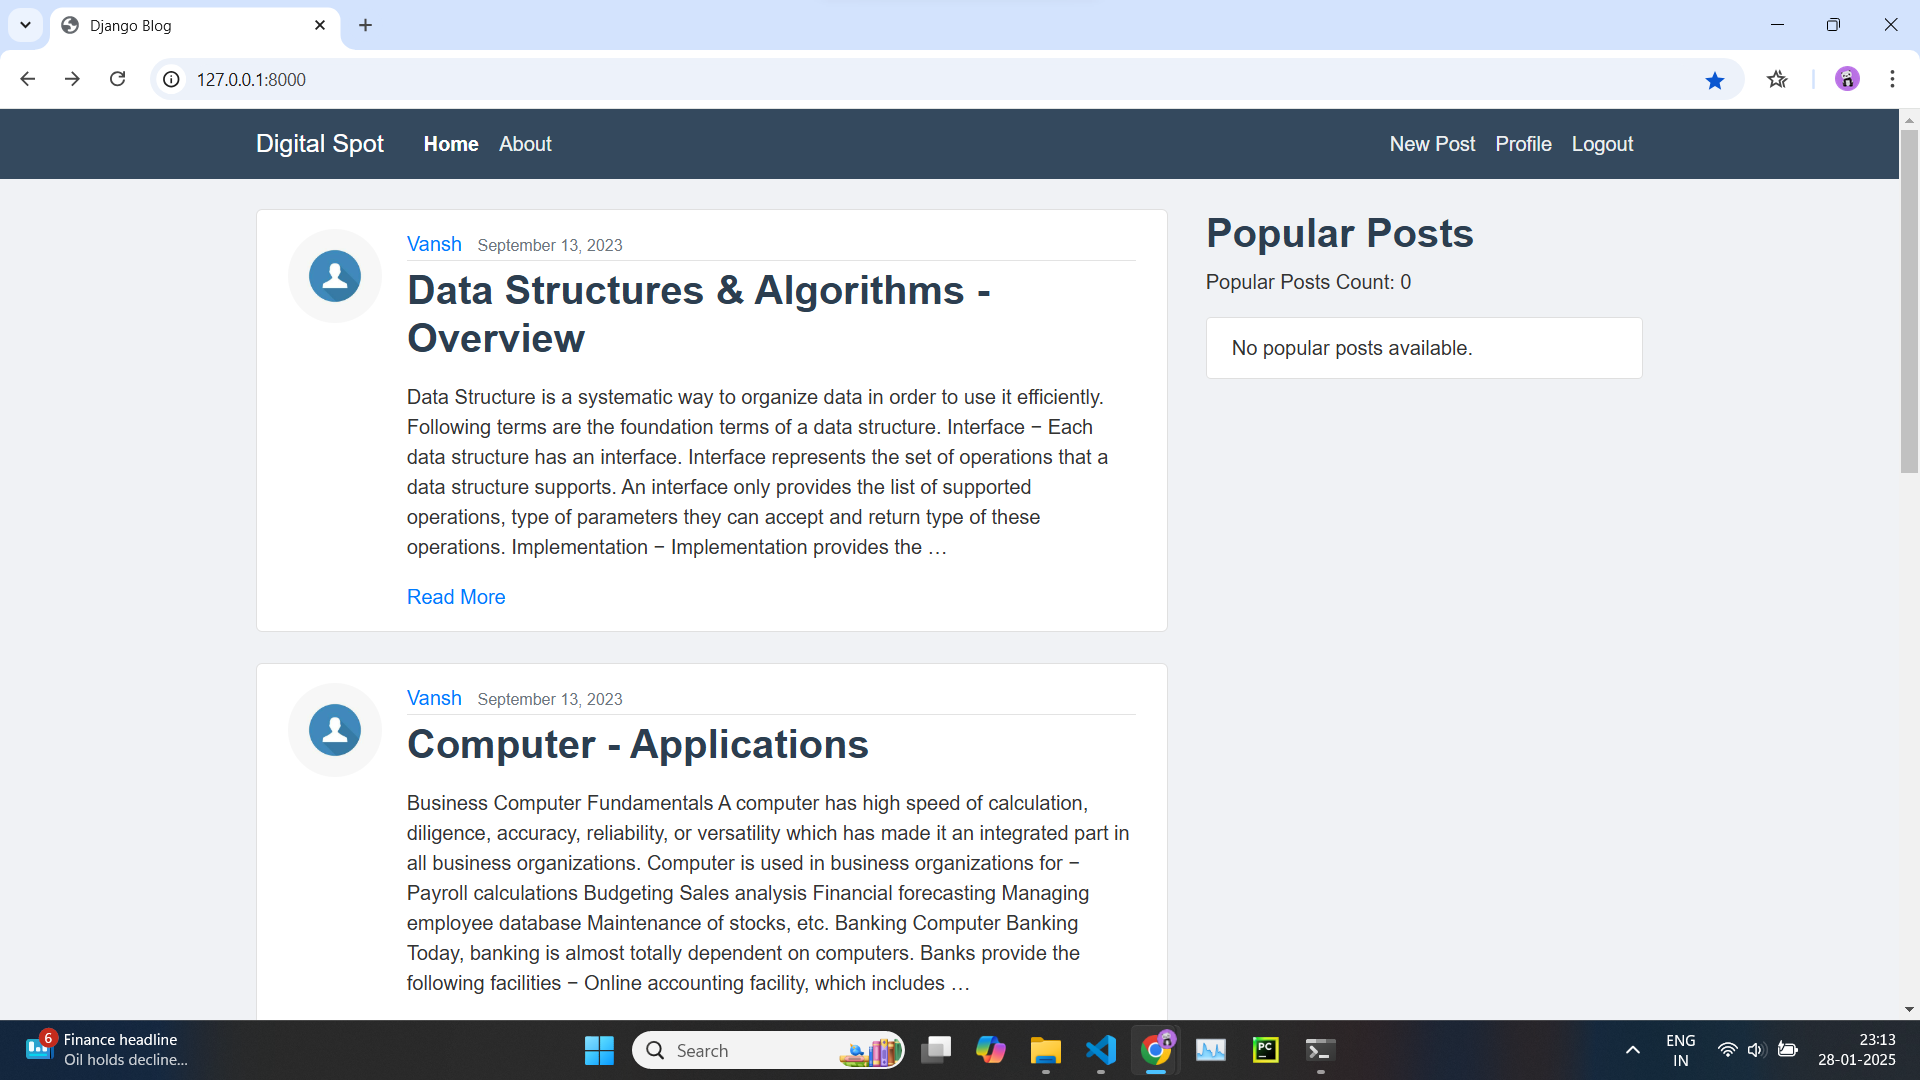 Django Blog
127.0.0.1:8000
Digital Spot Home About New Post Profile Logout
Vansh September 13, 2023
Data Structures & Algorithms -
Overview
Data Structure is a systematic way to organize data in order to use it efficiently.
Following terms are the foundation terms of a data structure. Interface − Each
data structure has an interface. Interface represents the set of operations that a
data structure supports. An interface only provides the list of supported
operations, type of parameters they can accept and return type of these
operations. Implementation − Implementation provides the …
Read More
Popular Posts
Popular Posts Count: 0
No popular posts available.
Vansh September 13, 2023
Computer - Applications
Business Computer Fundamentals A computer has high speed of calculation,
diligence, accuracy, reliability, or versatility which has made it an integrated part in
all business organizations. Computer is used in business organizations for −
Payroll calculations Budgeting Sales analysis Financial forecasting Managing
employee database Maintenance of stocks, etc. Banking Computer Banking
Today, banking is almost totally dependent on computers. Banks provide the
following facilities − Online accounting facility, which includes …
6
Finance headline
Oil holds decline...
Search
PC
ENG
IN
23:13
28-01-2025